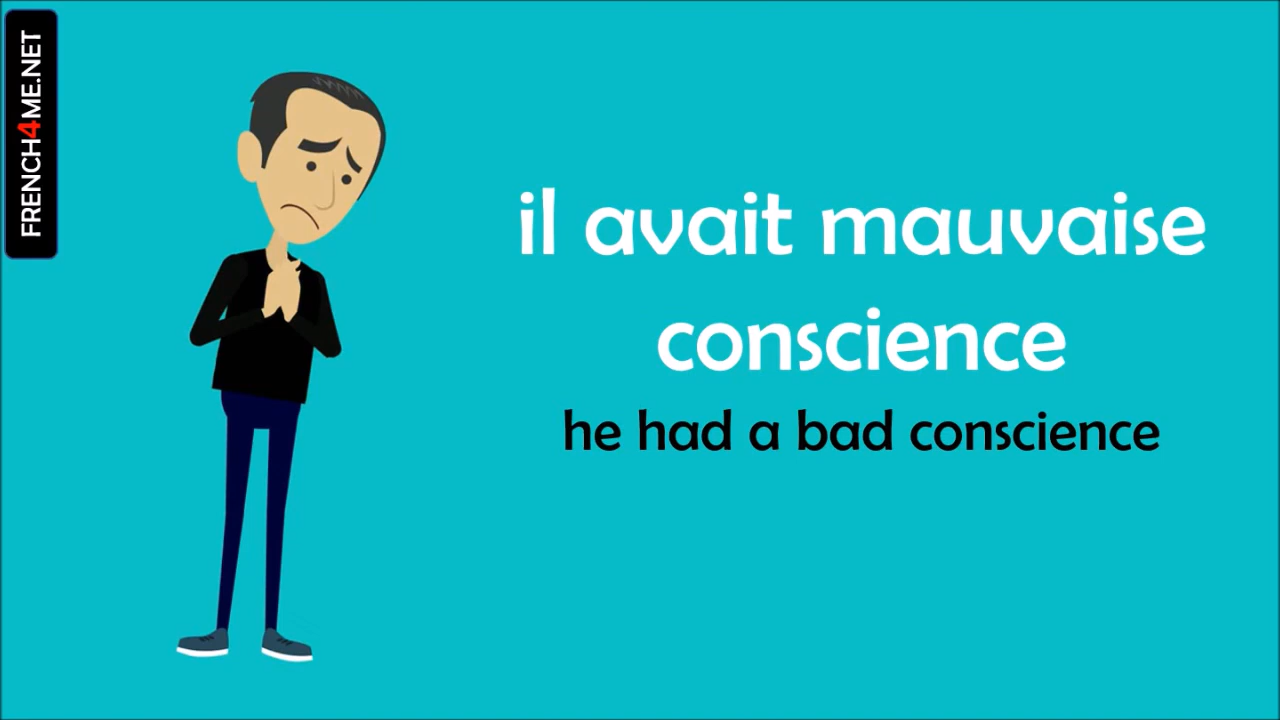 FRENCH4ME.NET
il avait mauvaise
conscience
he had a bad conscience